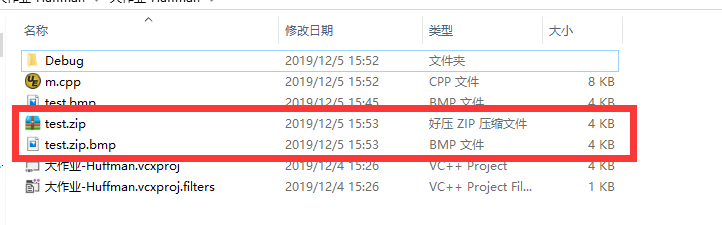 名称 修改日期 类型 大小
Debug 2019/12/5 15:52 文件夹
m.cpp 2019/12/5 15:52 CPP 文件 8 KB
test.bmp 2019/12/5 15:45 BMP 文件 4 KB
test.zip 2019/12/5 15:53 好压 ZIP 压缩文件 4 KB
test.zip.bmp 2019/12/5 15:53 BMP 文件 4 KB
大作业-Huffman.vcxproj 2019/12/4 15:26 VC++ Project 4 KB
大作业-Huffman.vcxproj.filters 2019/12/4 15:26 VC++ Project Fil... 1 KB